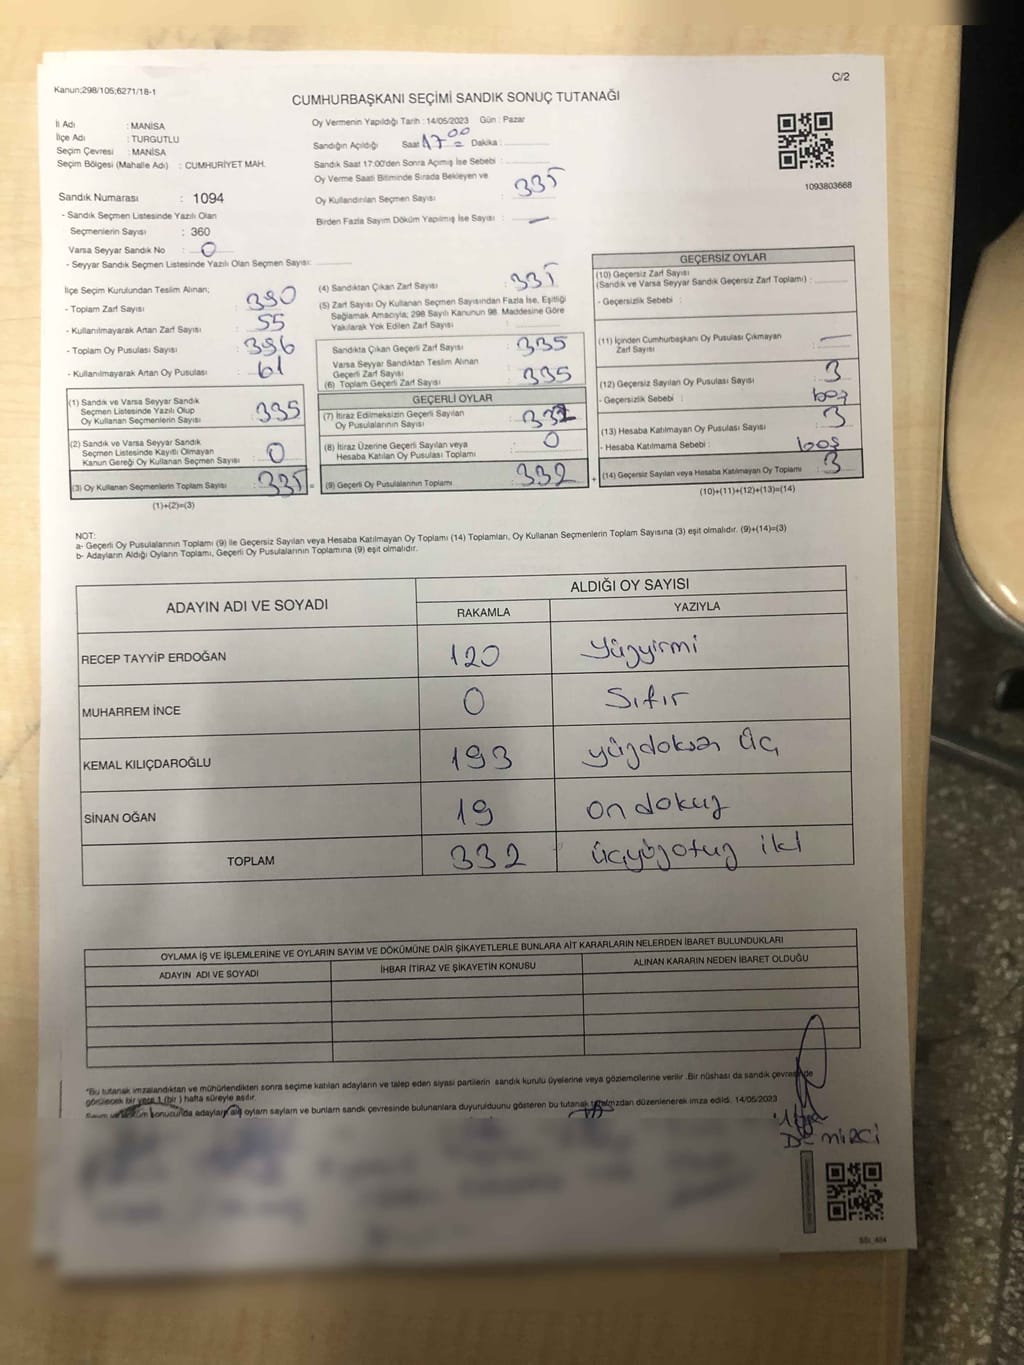 C/2
Kanun;298/105;6271/18-1
CUMHURBAŞKANI SEÇİMİ SANDIK SONUÇ TUTANAĞI
İl Adı : MANİSA
İlçe Adı : TURGUTLU
Seçim Çevresi : MANİSA
Seçim Bölgesi (Mahalle Adı) : CUMHURİYET MAH.
Sandık Numarası : 1094
- Sandık Seçmen Listesinde Yazılı Olan
Seçmenlerin Sayısı : 360
Varsa Seyyar Sandık No : 0
- Seyyar Sandık Seçmen Listesinde Yazılı Olan Seçmen Sayısı:
Oy Vermenin Yapıldığı Tarih : 14/05/2023 Gün : Pazar
Sandığın Açıldığı Saat 17 00 Dakika :
Sandık Saat 17:00'den Sonra Açımış İse Sebebi :
Oy Verme Saati Bitiminde Sırada Bekleyen ve
Oy Kullandırılan Seçmen Sayısı : 335
Birden Fazla Sayım Döküm Yapılmış İse Sayısı : —
1093803668
İlçe Seçim Kurulundan Teslim Alınan;
- Toplam Zarf Sayısı : 390
- Kullanılmayarak Artan Zarf Sayısı : 55
- Toplam Oy Pusulası Sayısı : 396
- Kullanılmayarak Artan Oy Pusulası : 61
(1) Sandık ve Varsa Seyyar Sandık
Seçmen Listesinde Yazılı Olup
Oy Kullanan Seçmenlerin Sayısı : 335
(2) Sandık ve Varsa Seyyar Sandık
Seçmen Listesinde Kayıtlı Olmayan
Kanun Gereği Oy Kullanan Seçmen Sayısı : 0
(3) Oy Kullanan Seçmenlerin Toplam Sayısı : 335 =
(1)+(2)=(3)
(4) Sandıktan Çıkan Zarf Sayısı : 335
(5) Zarf Sayısı Oy Kullanan Seçmen Sayısından Fazla İse, Eşitliği
Sağlamak Amacıyla; 298 Sayılı Kanunun 98. Maddesine Göre
Yakılarak Yok Edilen Zarf Sayısı :
Sandıkta Çıkan Geçerli Zarf Sayısı : 335
Varsa Seyyar Sandıktan Teslim Alınan
Geçerli Zarf Sayısı
(6) Toplam Geçerli Zarf Sayısı : 335
GEÇERLİ OYLAR
(7) İtiraz Edilmeksizin Geçerli Sayılan
Oy Pusulalarının Sayısı : 332
(8) İtiraz Üzerine Geçerli Sayılan veya
Hesaba Katılan Oy Pusulası Toplamı : 0
(9) Geçerli Oy Pusulalarının Toplamı : 332 +
GEÇERSİZ OYLAR
(10) Geçersiz Zarf Sayısı
(Sandık ve Varsa Seyyar Sandık Geçersiz Zarf Toplamı) :
- Geçersizlik Sebebi :
(11) İçinden Cumhurbaşkanı Oy Pusulası Çıkmayan
Zarf Sayısı : —
(12) Geçersiz Sayılan Oy Pusulası Sayısı : 3
- Geçersizlik Sebebi :
(13) Hesaba Katılmayan Oy Pusulası Sayısı : 3
- Hesaba Katılmama Sebebi :
(14) Geçersiz Sayılan veya Hesaba Katılmayan Oy Toplamı : 3
(10)+(11)+(12)+(13)=(14)
NOT:
a- Geçerli Oy Pusulalarının Toplamı (9) ile Geçersiz Sayılan veya Hesaba Katılmayan Oy Toplamı (14) Toplamları, Oy Kullanan Seçmenlerin Toplam Sayısına (3) eşit olmalıdır. (9)+(14)=(3)
b- Adayların Aldığı Oyların Toplamı, Geçerli Oy Pusulalarının Toplamına (9) eşit olmalıdır.
ADAYIN ADI VE SOYADI
ALDIĞI OY SAYISI
RAKAMLA YAZIYLA
RECEP TAYYİP ERDOĞAN 120 yüzyirmi
MUHARREM İNCE 0 Sıfır
KEMAL KILIÇDAROĞLU 193 yüzdoksan üç
SİNAN OĞAN 19 on dokuz
TOPLAM 332 üçyüzotuz iki
OYLAMA İŞ VE İŞLEMLERİNE VE OYLARIN SAYIM VE DÖKÜMÜNE DAİR ŞİKAYETLERLE BUNLARA AİT KARARLARIN NELERDEN İBARET BULUNDUKLARI
ADAYIN ADI VE SOYADI İHBAR İTİRAZ VE ŞİKAYETİN KONUSU ALINAN KARARIN NEDEN İBARET OLDUĞU
*Bu tutanak imzalandıktan ve mühürlendikten sonra seçime katılan adayların ve talep eden siyasi partilerin sandık kurulu üyelerine veya gözlemcilerine verilir .Bir nüshası da sandık çevresinde
görülecek bir yere 1 (bir ) hafta süreyle asılır.
Sayım ve döküm sonucunda adayların oyların sayılarını ve bunların sandık çevresinde bulunanlara duyurulduğunu gösteren bu tutanak tarafımızdan düzenlenerek imza edildi. 14/05/2023